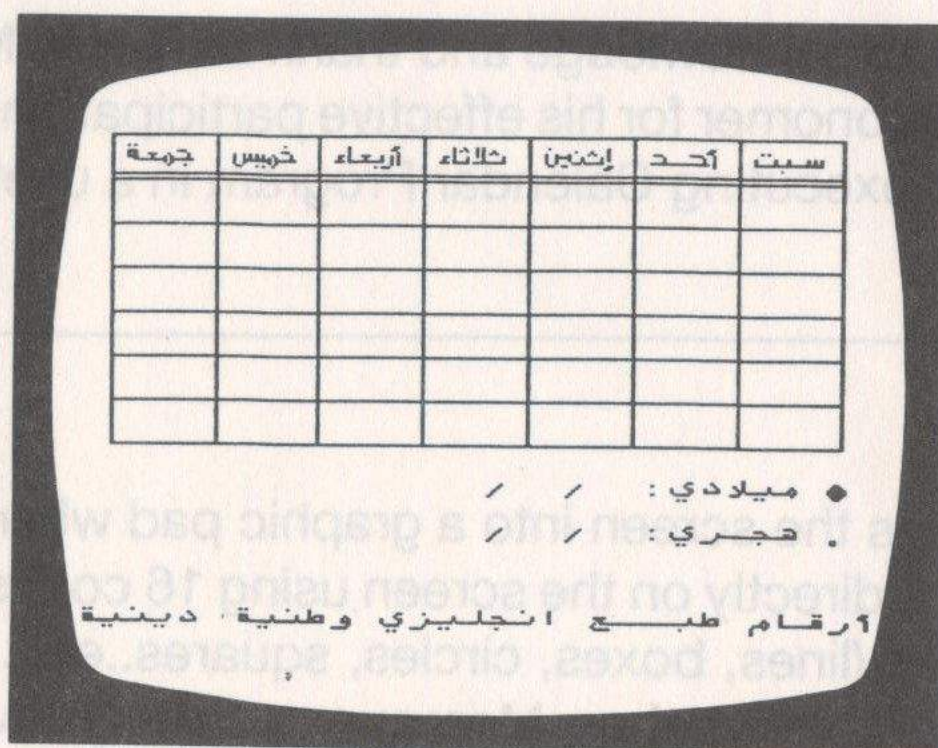 سبت أحد إثنين ثلاثاء أربعاء خميس جمعة
ميلادي : / /
هجري : / /
أرقام طبع انجليزي وطنية دينية